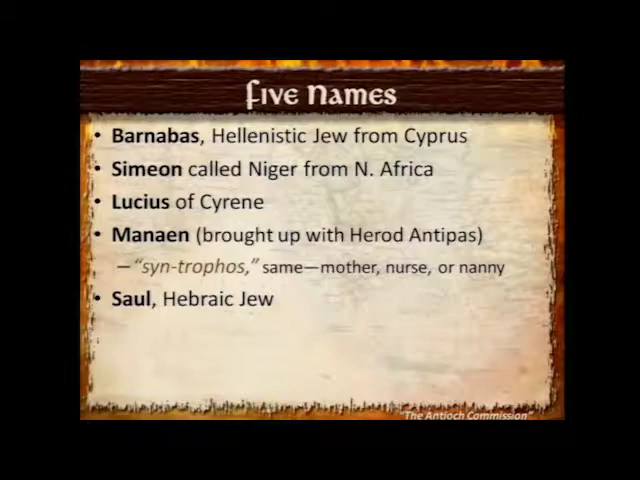 Five Names
• Barnabas, Hellenistic Jew from Cyprus
• Simeon called Niger from N. Africa
• Lucius of Cyrene
• Manaen (brought up with Herod Antipas)
–"syn-trophos," same—mother, nurse, or nanny
• Saul, Hebraic Jew
"The Antioch Commission"